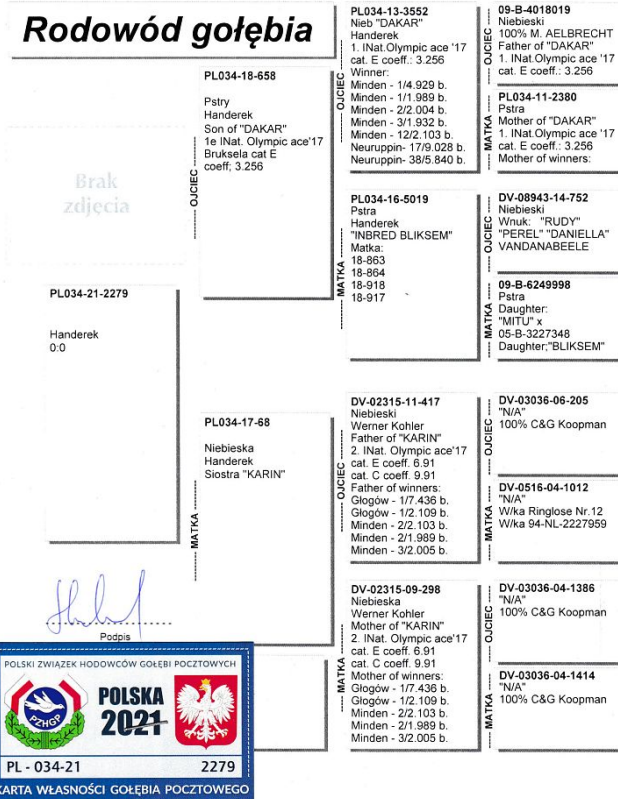 Rodowód gołębia
Brak
zdjęcia
PL034-21-2279
Handerek
0:0
OJCIEC
PL034-18-658
Pstry
Handerek
Son of "DAKAR"
1e INat. Olympic ace'17
Bruksela cat E
coeff; 3.256
MATKA
PL034-17-68
Niebieska
Handerek
Siostra "KARIN"
OJCIEC
PL034-13-3552
Nieb "DAKAR"
Handerek
1. INat.Olympic ace '17
cat. E coeff.: 3.256
Winner:
Minden - 1/4.929 b.
Minden - 1/1.989 b.
Minden - 2/2.004 b.
Minden - 3/1.932 b.
Minden - 12/2.103 b.
Neuruppin- 17/9.028 b.
Neuruppin- 38/5.840 b.
MATKA
PL034-16-5019
Pstra
Handerek
"INBRED BLIKSEM"
Matka:
18-863
18-864
18-918
18-917
OJCIEC
DV-02315-11-417
Niebieski
Werner Kohler
Father of "KARIN"
2. INat. Olympic ace'17
cat. E coeff. 6.91
cat. C coeff. 9.91
Father of winners:
Głogów - 1/7.436 b.
Głogów - 1/2.109 b.
Minden - 2/2.103 b.
Minden - 2/1.989 b.
Minden - 3/2.005 b.
MATKA
DV-02315-09-298
Niebieska
Werner Kohler
Mother of "KARIN"
2. INat. Olympic ace'17
cat. E coeff. 6.91
cat. C coeff. 9.91
Mother of winners:
Głogów - 1/7.436 b.
Głogów - 1/2.109 b.
Minden - 2/2.103 b.
Minden - 2/1.989 b.
Minden - 3/2.005 b.
OJCIEC
09-B-4018019
Niebieski
100% M. AELBRECHT
Father of "DAKAR"
1. INat.Olympic ace '17
cat. E coeff.: 3.256
MATKA
PL034-11-2380
Pstra
Mother of "DAKAR"
1. INat.Olympic ace '17
cat. E coeff.: 3.256
Mother of winners:
OJCIEC
DV-08943-14-752
Niebieski
Wnuk: "RUDY"
"PEREL" "DANIELLA"
VANDANABEELE
MATKA
09-B-6249998
Pstra
Daughter:
"MITU" x
05-B-3227348
Daughter;"BLIKSEM"
OJCIEC
DV-03036-06-205
"N/A"
100% C&G Koopman
MATKA
DV-0516-04-1012
"N/A"
W/ka Ringlose Nr.12
W/ka 94-NL-2227959
OJCIEC
DV-03036-04-1386
"N/A"
100% C&G Koopman
MATKA
DV-03036-04-1414
"N/A"
100% C&G Koopman
Podpis
POLSKI ZWIĄZEK HODOWCÓW GOŁĘBI POCZTOWYCH
PZHGP
POLSKA
2021
PL - 034-21 2279
KARTA WŁASNOŚCI GOŁĘBIA POCZTOWEGO